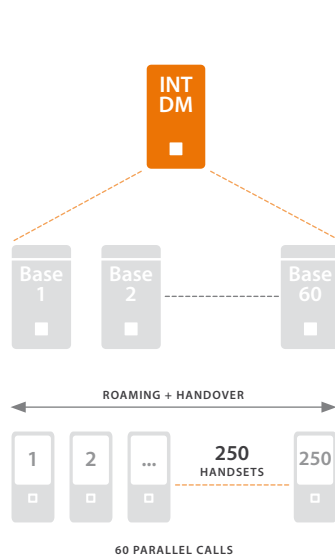 INT
DM
Base
1
Base
2
Base
60
ROAMING + HANDOVER
1
2
...
250
HANDSETS
250
60 PARALLEL CALLS